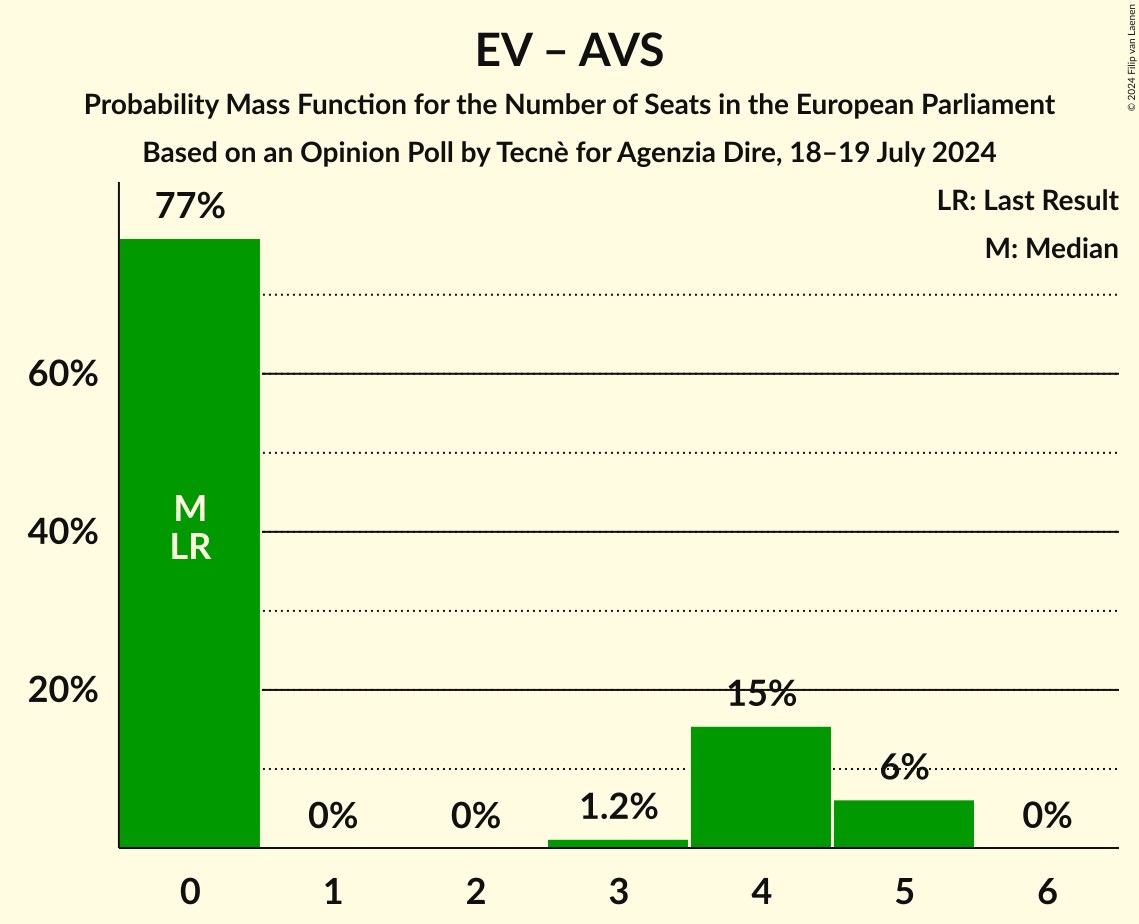 EV – AVS
Probability Mass Function for the Number of Seats in the European Parliament
Based on an Opinion Poll by Tecnè for Agenzia Dire, 18–19 July 2024
© 2024 Filip van Laenen
LR: Last Result
M: Median
77%
60%
40%
20%
M
LR
0%
0%
1.2%
15%
6%
0%
0
1
2
3
4
5
6